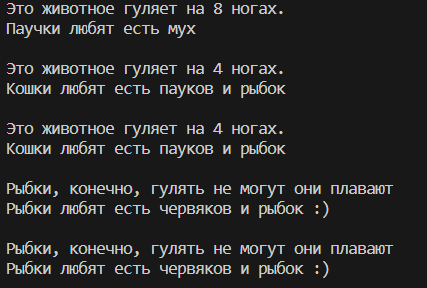 Это животное гуляет на 8 ногах.
Паучки любят есть мух
Это животное гуляет на 4 ногах.
Кошки любят есть пауков и рыбок
Это животное гуляет на 4 ногах.
Кошки любят есть пауков и рыбок
Рыбки, конечно, гулять не могут они плавают
Рыбки любят есть червяков и рыбок :)
Рыбки, конечно, гулять не могут они плавают
Рыбки любят есть червяков и рыбок :)